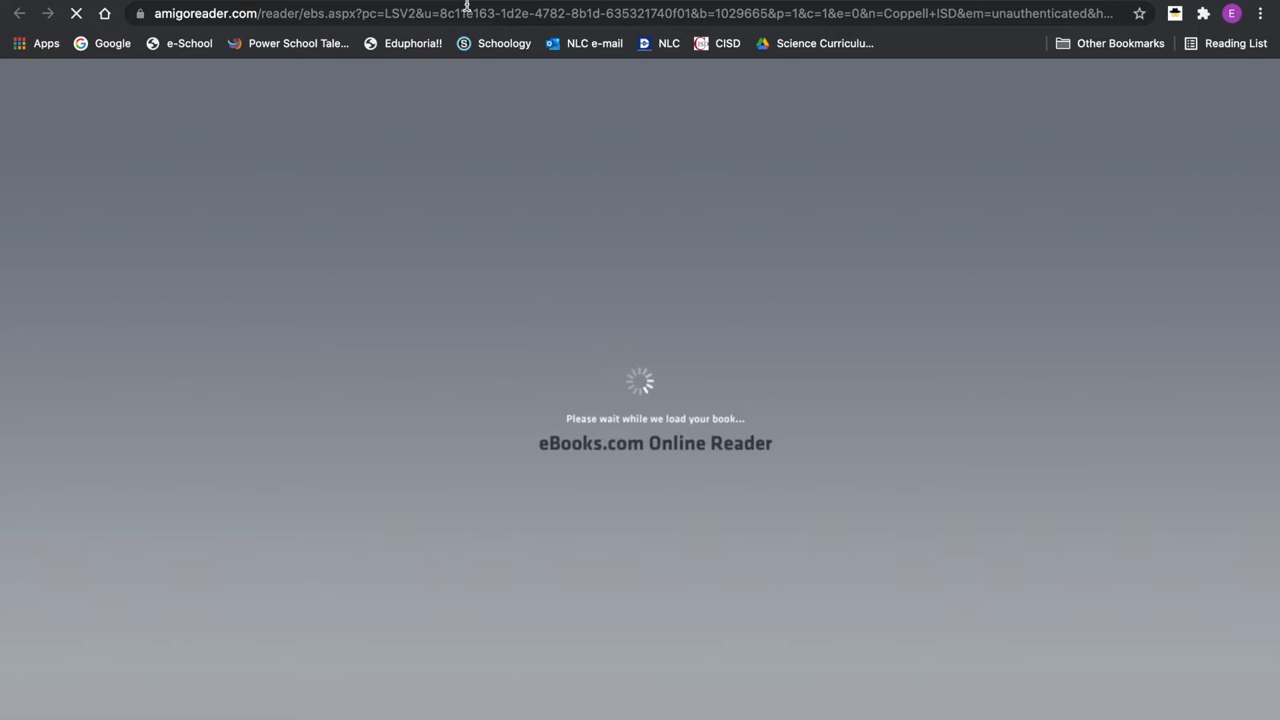 amigoreader.com/reader/ebs.aspx?pc=LSV2&u=8c11fe163-1d2e-4782-8b1d-635321740f01&b=1029665&p=1&c=1&e=0&n=Coppell+ISD&em=unauthenticated&h... E
Apps Google e-School Power School Tale... Eduphoria!! Schoology NLC e-mail NLC CISD Science Curriculu... Other Bookmarks Reading List
Please wait while we load your book...
eBooks.com Online Reader